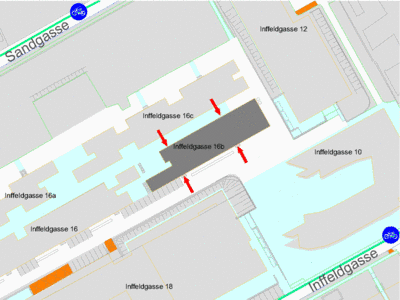 Sandgasse
Inffeldgasse 12
Inffeldgasse 16c
Inffeldgasse 16b
Inffeldgasse 10
Inffeldgasse 16a
Inffeldgasse 16
Inffeldgasse
Inffeldgasse 18